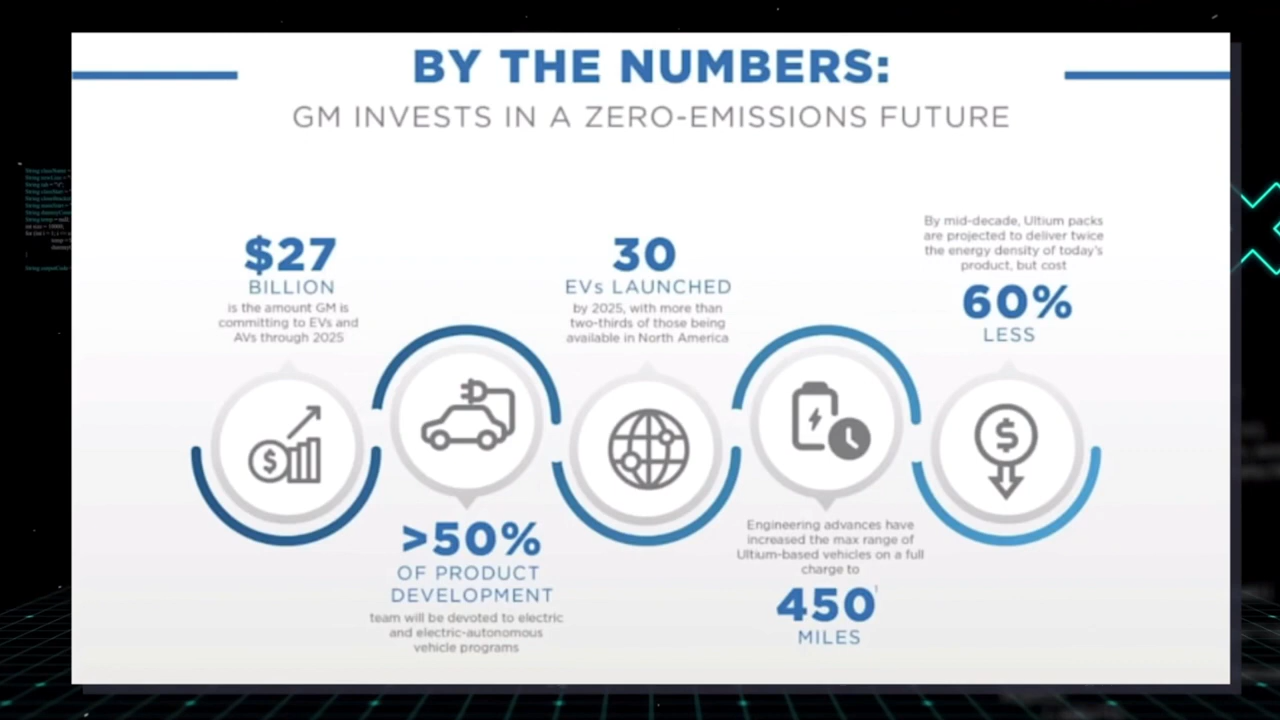 BY THE NUMBERS:
GM INVESTS IN A ZERO-EMISSIONS FUTURE
$27
BILLION
is the amount GM is
committing to EVs and
AVs through 2025
>50%
OF PRODUCT
DEVELOPMENT
team will be devoted to electric
and electric-autonomous
vehicle programs
30
EVs LAUNCHED
by 2025, with more than
two-thirds of those being
available in North America
Engineering advances have
increased the max range of
Ultium-based vehicles on a full
charge to
450¹
MILES
By mid-decade, Ultium packs
are projected to deliver twice
the energy density of today's
product, but cost
60%
LESS
$
$